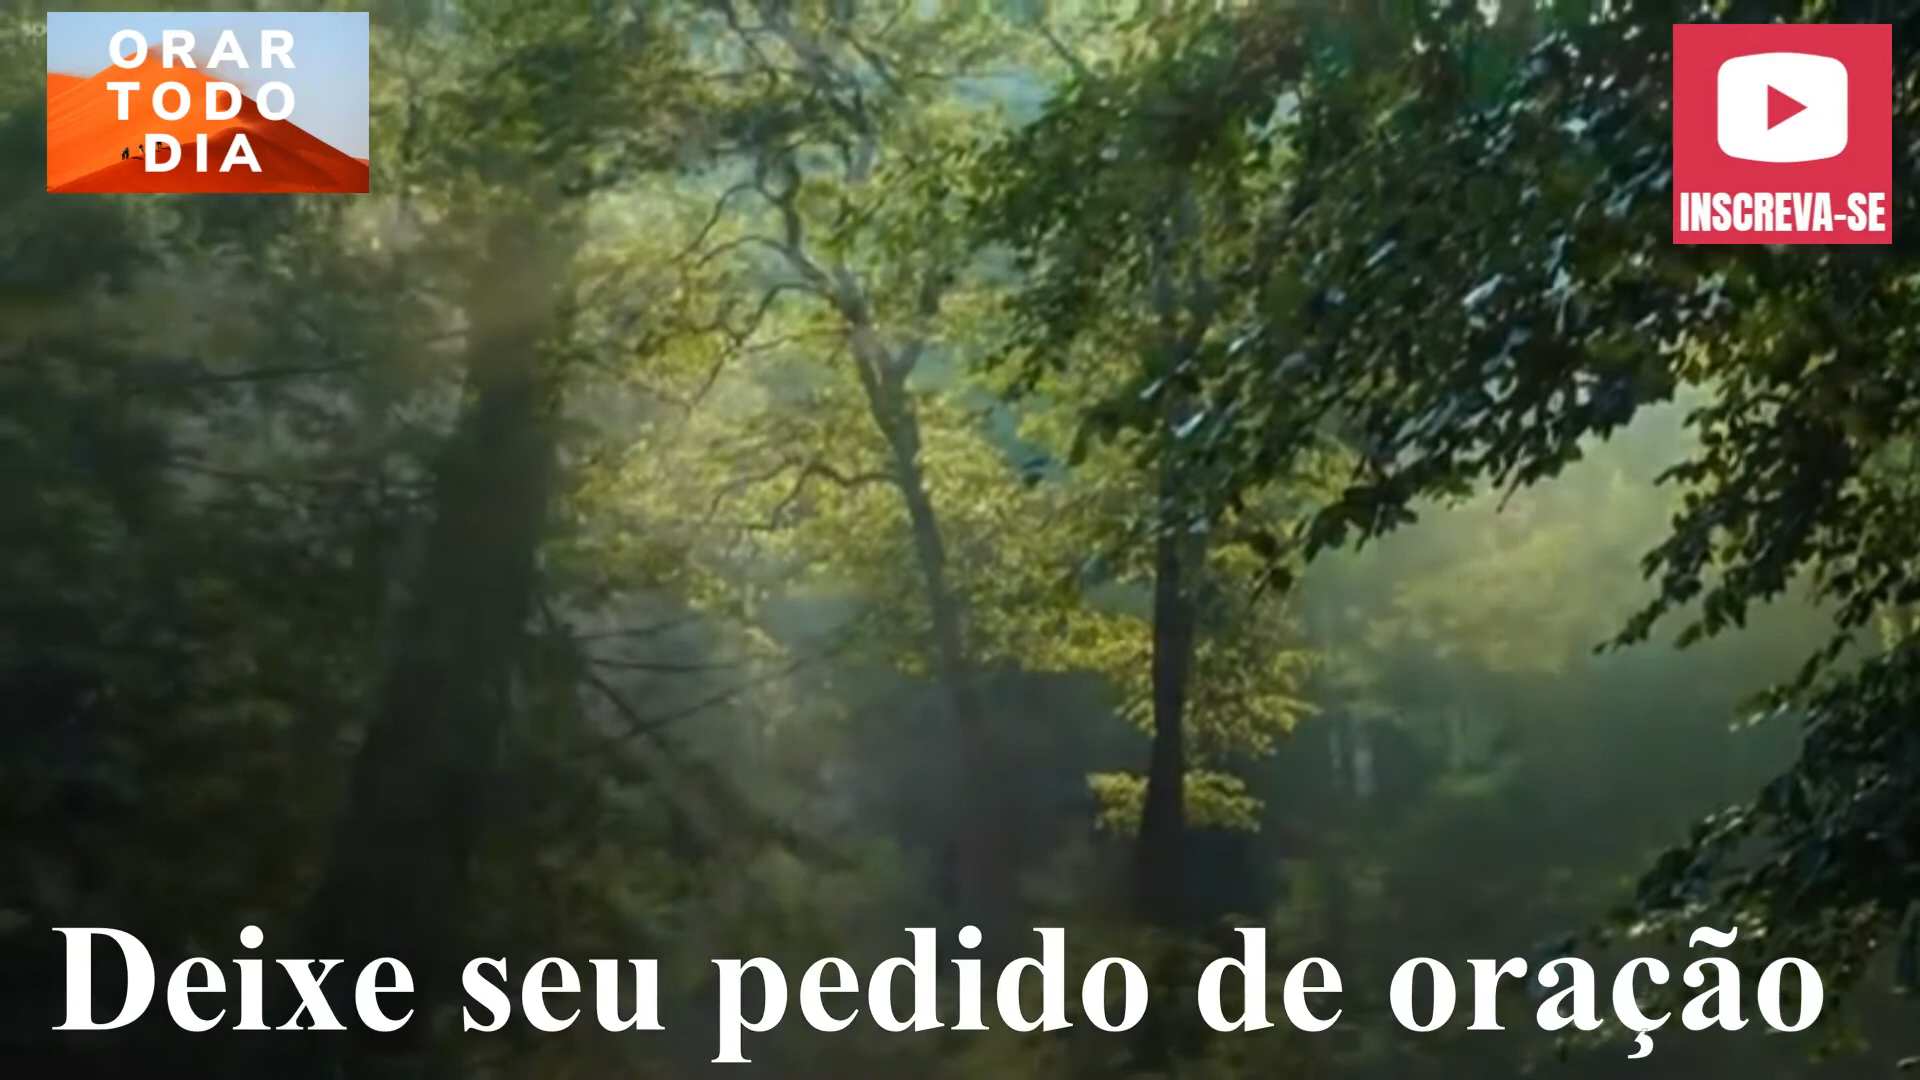 ORAR
TODO
DIA
INSCREVA-SE
Deixe seu pedido de oração